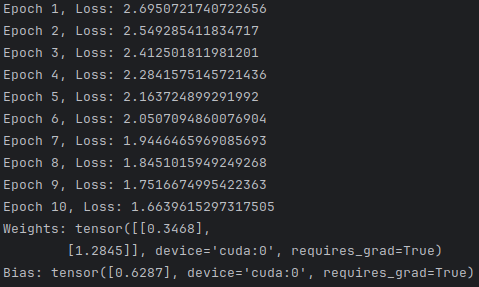 Epoch 1, Loss: 2.6950721740722656
Epoch 2, Loss: 2.549285411834717
Epoch 3, Loss: 2.412501811981201
Epoch 4, Loss: 2.2841575145721436
Epoch 5, Loss: 2.163724899291992
Epoch 6, Loss: 2.0507094860076904
Epoch 7, Loss: 1.9446465969085693
Epoch 8, Loss: 1.8451015949249268
Epoch 9, Loss: 1.7516674995422363
Epoch 10, Loss: 1.6639615297317505
Weights: tensor([[0.3468],
        [1.2845]], device='cuda:0', requires_grad=True)
Bias: tensor([0.6287], device='cuda:0', requires_grad=True)